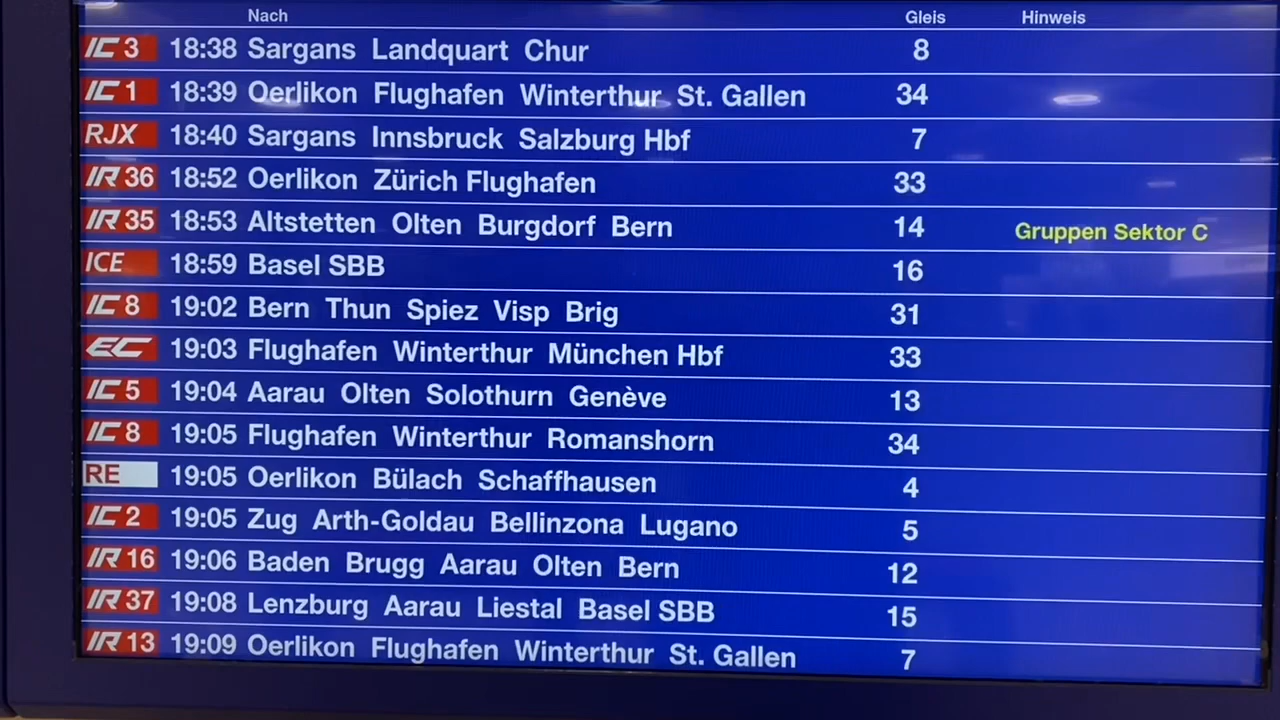 Nach Gleis Hinweis
IC 3 18:38 Sargans Landquart Chur 8
IC 1 18:39 Oerlikon Flughafen Winterthur St. Gallen 34
RJX 18:40 Sargans Innsbruck Salzburg Hbf 7
IR 36 18:52 Oerlikon Zürich Flughafen 33
IR 35 18:53 Altstetten Olten Burgdorf Bern 14 Gruppen Sektor C
ICE 18:59 Basel SBB 16
IC 8 19:02 Bern Thun Spiez Visp Brig 31
EC 19:03 Flughafen Winterthur München Hbf 33
IC 5 19:04 Aarau Olten Solothurn Genève 13
IC 8 19:05 Flughafen Winterthur Romanshorn 34
RE 19:05 Oerlikon Bülach Schaffhausen 4
IC 2 19:05 Zug Arth-Goldau Bellinzona Lugano 5
IR 16 19:06 Baden Brugg Aarau Olten Bern 12
IR 37 19:08 Lenzburg Aarau Liestal Basel SBB 15
IR 13 19:09 Oerlikon Flughafen Winterthur St. Gallen 7